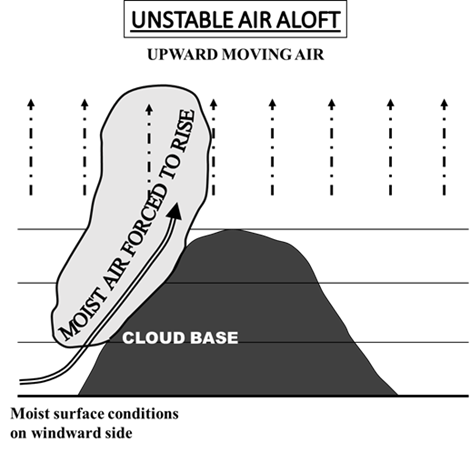 UNSTABLE AIR ALOFT
UPWARD MOVING AIR
MOIST AIR FORCED TO RISE
CLOUD BASE
Moist surface conditions
on windward side